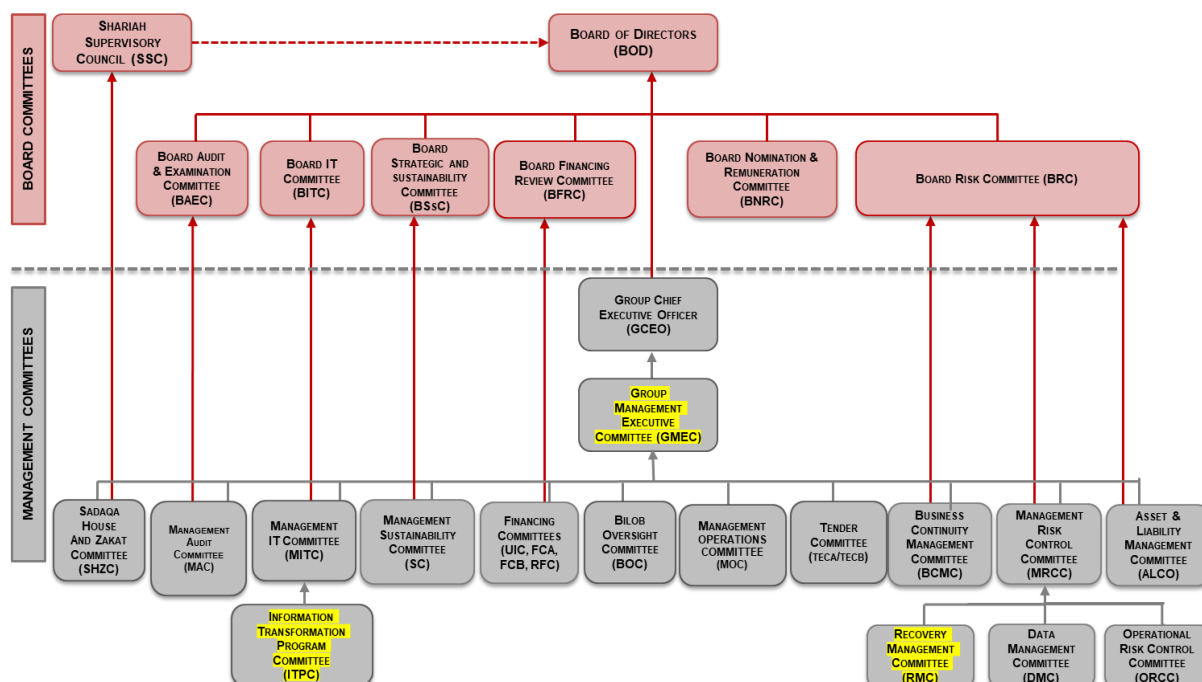 BOARD COMMITTEES
SHARIAH
SUPERVISORY
COUNCIL (SSC)
BOARD OF DIRECTORS
(BOD)
BOARD AUDIT
& EXAMINATION
COMMITTEE
(BAEC)
BOARD IT
COMMITTEE
(BITC)
BOARD
STRATEGIC AND
SUSTAINABILITY
COMMITTEE
(BSSC)
BOARD FINANCING
REVIEW COMMITTEE
(BFRC)
BOARD NOMINATION &
REMUNERATION
COMMITTEE
(BNRC)
BOARD RISK COMMITTEE (BRC)
MANAGEMENT COMMITTEES
GROUP CHIEF
EXECUTIVE OFFICER
(GCEO)
GROUP
MANAGEMENT
EXECUTIVE
COMMITTEE (GMEC)
SADAQA
HOUSE
AND ZAKAT
COMMITTEE
(SHZC)
MANAGEMENT
AUDIT
COMMITTEE
(MAC)
MANAGEMENT
IT COMMITTEE
(MITC)
MANAGEMENT
SUSTAINABILITY
COMMITTEE
(SC)
FINANCING
COMMITTEES
(UIC, FCA,
FCB, RFC)
BILOB
OVERSIGHT
COMMITTEE
(BOC)
MANAGEMENT
OPERATIONS
COMMITTEE
(MOC)
TENDER
COMMITTEE
(TECA/TECB)
BUSINESS
CONTINUITY
MANAGEMENT
COMMITTEE
(BCMC)
MANAGEMENT
RISK
CONTROL
COMMITTEE
(MRCC)
ASSET &
LIABILITY
MANAGEMENT
COMMITTEE
(ALCO)
INFORMATION
TRANSFORMATION
PROGRAM
COMMITTEE
(ITPC)
RECOVERY
MANAGEMENT
COMMITTEE
(RMC)
DATA
MANAGEMENT
COMMITTEE
(DMC)
OPERATIONAL
RISK CONTROL
COMMITTEE
(ORCC)